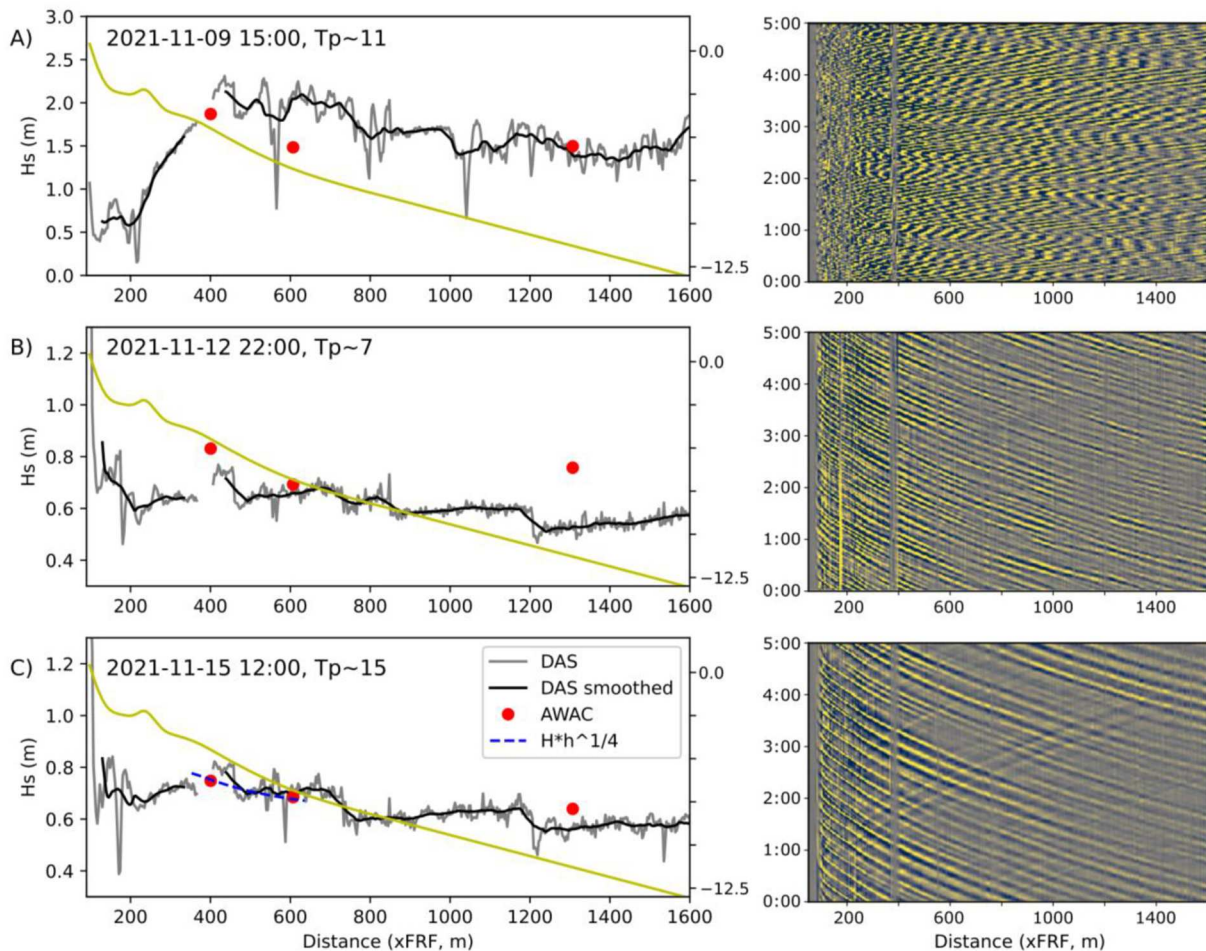 A)
2021-11-09 15:00, Tp~11
Hs (m)
3.0
2.5
2.0
1.5
1.0
0.5
0.0
0.0
−12.5
200 400 600 800 1000 1200 1400 1600
5:00
4:00
3:00
2:00
1:00
0:00
200 600 1000 1400
B)
2021-11-12 22:00, Tp~7
Hs (m)
1.2
1.0
0.8
0.6
0.4
0.0
−12.5
200 400 600 800 1000 1200 1400 1600
5:00
4:00
3:00
2:00
1:00
0:00
200 600 1000 1400
C)
2021-11-15 12:00, Tp~15
Hs (m)
1.2
1.0
0.8
0.6
0.4
DAS
DAS smoothed
AWAC
H*h^1/4
0.0
−12.5
200 400 600 800 1000 1200 1400 1600
Distance (xFRF, m)
5:00
4:00
3:00
2:00
1:00
0:00
200 600 1000 1400
Distance (xFRF, m)